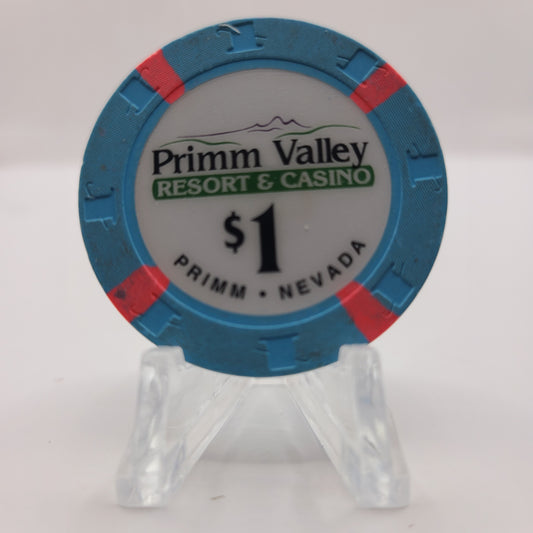 Primm Valley
RESORT & CASINO
$1
PRIMM • NEVADA